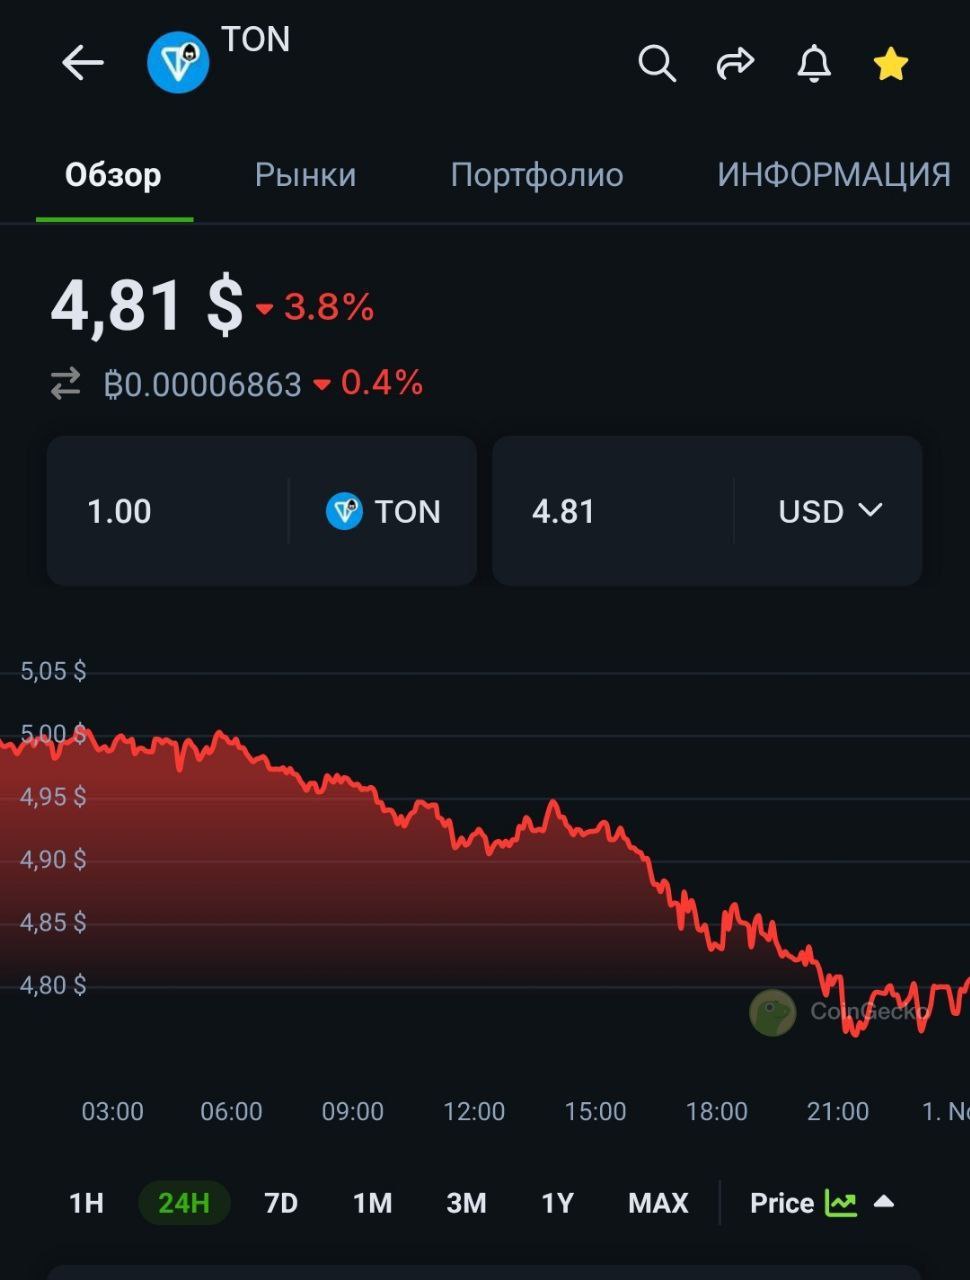 TON
Обзор Рынки Портфолио ИНФОРМАЦИЯ
4,81 $ 3.8%
₿0.00006863 0.4%
1.00 TON 4.81 USD
5,05 $
5,00 $
4,95 $
4,90 $
4,85 $
4,80 $
CoinGecko
03:00 06:00 09:00 12:00 15:00 18:00 21:00 1. No
1H 24H 7D 1M 3M 1Y MAX Price